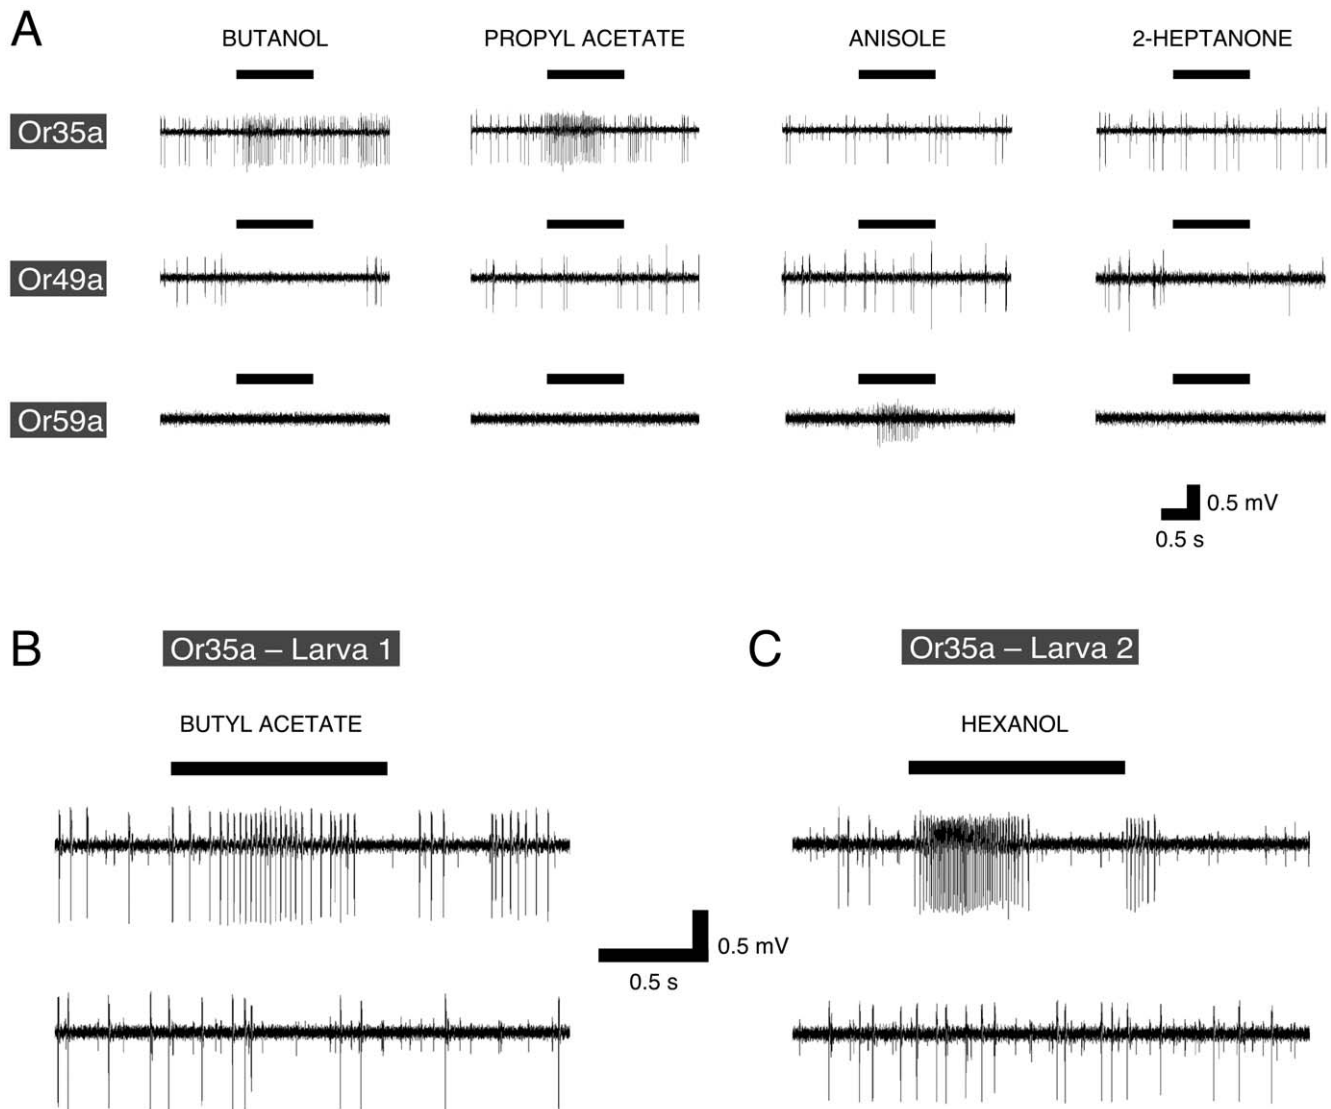 A
BUTANOL PROPYL ACETATE ANISOLE 2-HEPTANONE
Or35a
Or49a
Or59a
0.5 mV
0.5 s
B Or35a – Larva 1
C Or35a – Larva 2
BUTYL ACETATE
HEXANOL
0.5 mV
0.5 s